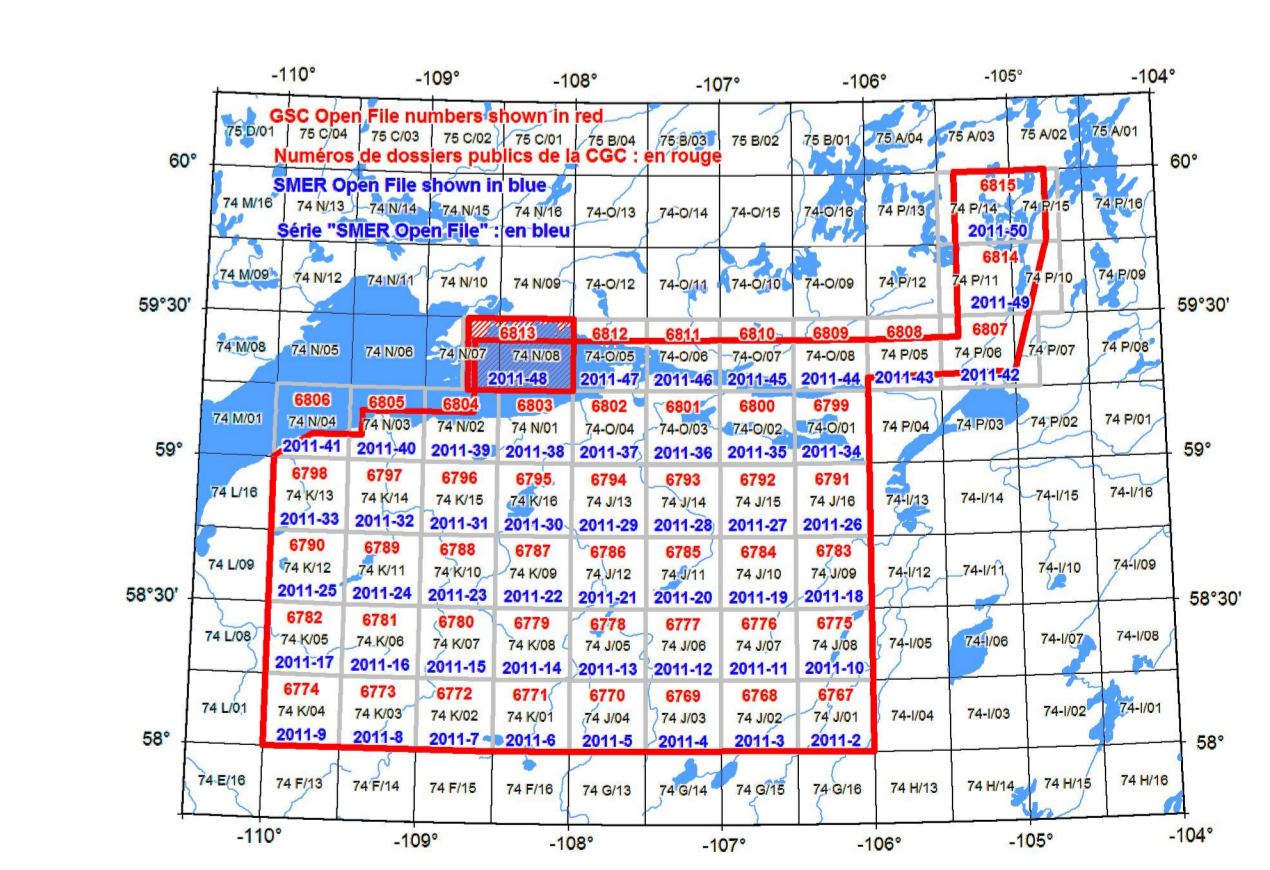 -110° -109° -108° -107° -106° -105° -104°
GSC Open File numbers shown in red
75 D/01 75 C/04 75 C/03 75 C/02 75 C/01 75 B/04 75 B/03 75 B/02 75 B/01 75 A/04 75 A/03 75 A/02 75 A/01
Numéros de dossiers publics de la CGC : en rouge
60° 60°
SMER Open File shown in blue
6815
74 M/16 74 N/13 74 N/14 74 N/15 74 N/16 74-O/13 74-O/14 74-O/15 74-O/16 74 P/13 74 P/14 74 P/15 74 P/16
Série "SMER Open File" : en bleu
2011-50
6814
74 M/09 74 N/12 74 N/11 74 N/10 74 N/09 74-O/12 74-O/11 74-O/10 74-O/09 74 P/12 74 P/11 74 P/10 74 P/09
2011-49
59°30' 59°30'
6813 6812 6811 6810 6809 6808 6807
74 M/08 74 N/05 74 N/06 74 N/07 74 N/08 74-O/05 74-O/06 74-O/07 74-O/08 74 P/05 74 P/06 74 P/07 74 P/08
2011-48 2011-47 2011-46 2011-45 2011-44 2011-43 2011-42
6806 6805 6804 6803 6802 6801 6800 6799
74 M/01 74 N/04 74 N/03 74 N/02 74 N/01 74-O/04 74-O/03 74-O/02 74-O/01 74 P/04 74 P/03 74 P/02 74 P/01
2011-41 2011-40 2011-39 2011-38 2011-37 2011-36 2011-35 2011-34
59° 59°
6798 6797 6796 6795 6794 6793 6792 6791
74 L/16 74 K/13 74 K/14 74 K/15 74 K/16 74 J/13 74 J/14 74 J/15 74 J/16 74-I/13 74-I/14 74-I/15 74-I/16
2011-33 2011-32 2011-31 2011-30 2011-29 2011-28 2011-27 2011-26
6790 6789 6788 6787 6786 6785 6784 6783
74 L/09 74 K/12 74 K/11 74 K/10 74 K/09 74 J/12 74 J/11 74 J/10 74 J/09 74-I/12 74-I/11 74-I/10 74-I/09
2011-25 2011-24 2011-23 2011-22 2011-21 2011-20 2011-19 2011-18
58°30' 58°30'
6782 6781 6780 6779 6778 6777 6776 6775
74 L/08 74 K/05 74 K/06 74 K/07 74 K/08 74 J/05 74 J/06 74 J/07 74 J/08 74-I/05 74-I/06 74-I/07 74-I/08
2011-17 2011-16 2011-15 2011-14 2011-13 2011-12 2011-11 2011-10
6774 6773 6772 6771 6770 6769 6768 6767
74 L/01 74 K/04 74 K/03 74 K/02 74 K/01 74 J/04 74 J/03 74 J/02 74 J/01 74-I/04 74-I/03 74-I/02 74-I/01
2011-9 2011-8 2011-7 2011-6 2011-5 2011-4 2011-3 2011-2
58° 58°
74 E/16 74 F/13 74 F/14 74 F/15 74 F/16 74 G/13 74 G/14 74 G/15 74 G/16 74 H/13 74 H/14 74 H/15 74 H/16
-110° -109° -108° -107° -106° -105° -104°